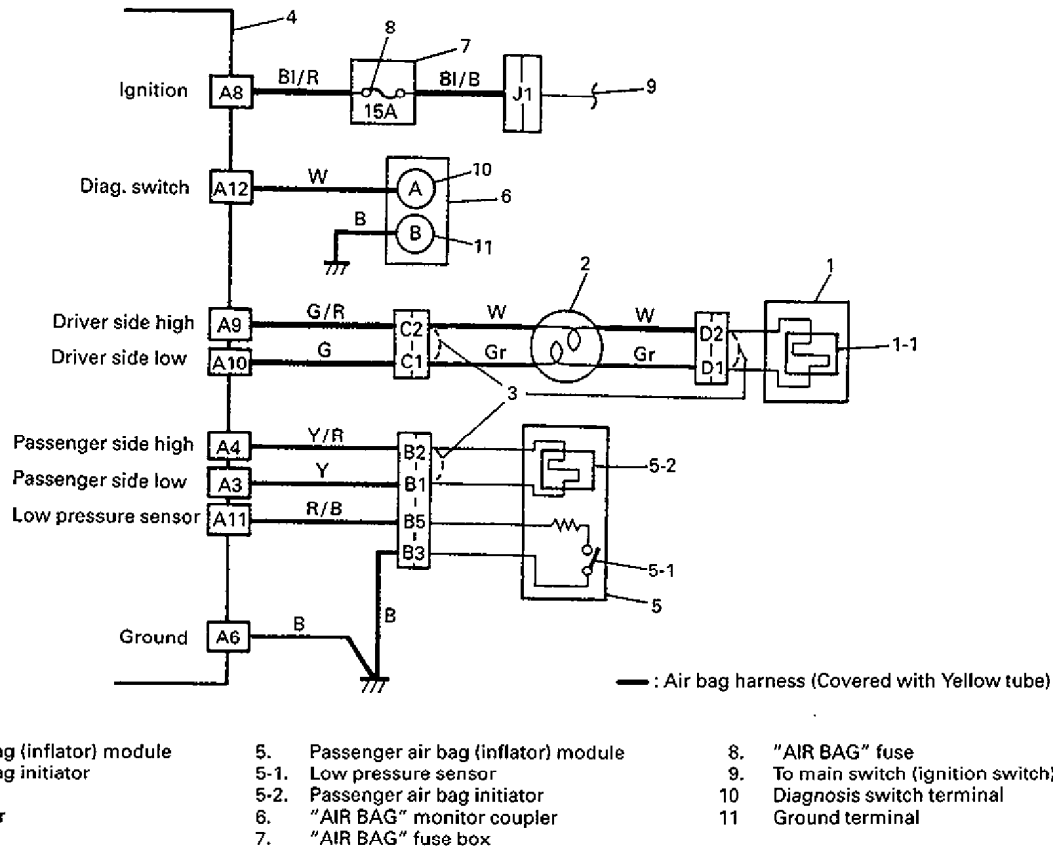 4
8
7
Ignition A8 Bl/R 15A Bl/B J1 9
Diag. switch A12 W A 10
6
B B 11
2 1
Driver side high A9 G/R C2 W W D2
1-1
Driver side low A10 G C1 Gr Gr D1
3
Passenger side high A4 Y/R B2 5-2
Passenger side low A3 Y B1
Low pressure sensor A11 R/B B5
B3 5-1
5
B
Ground A6 B
: Air bag harness (Covered with Yellow tube)
ag (inflator) module
ag initiator
r
5. Passenger air bag (inflator) module
5-1. Low pressure sensor
5-2. Passenger air bag initiator
6. "AIR BAG" monitor coupler
7. "AIR BAG" fuse box
8. "AIR BAG" fuse
9. To main switch (ignition switch)
10 Diagnosis switch terminal
11 Ground terminal